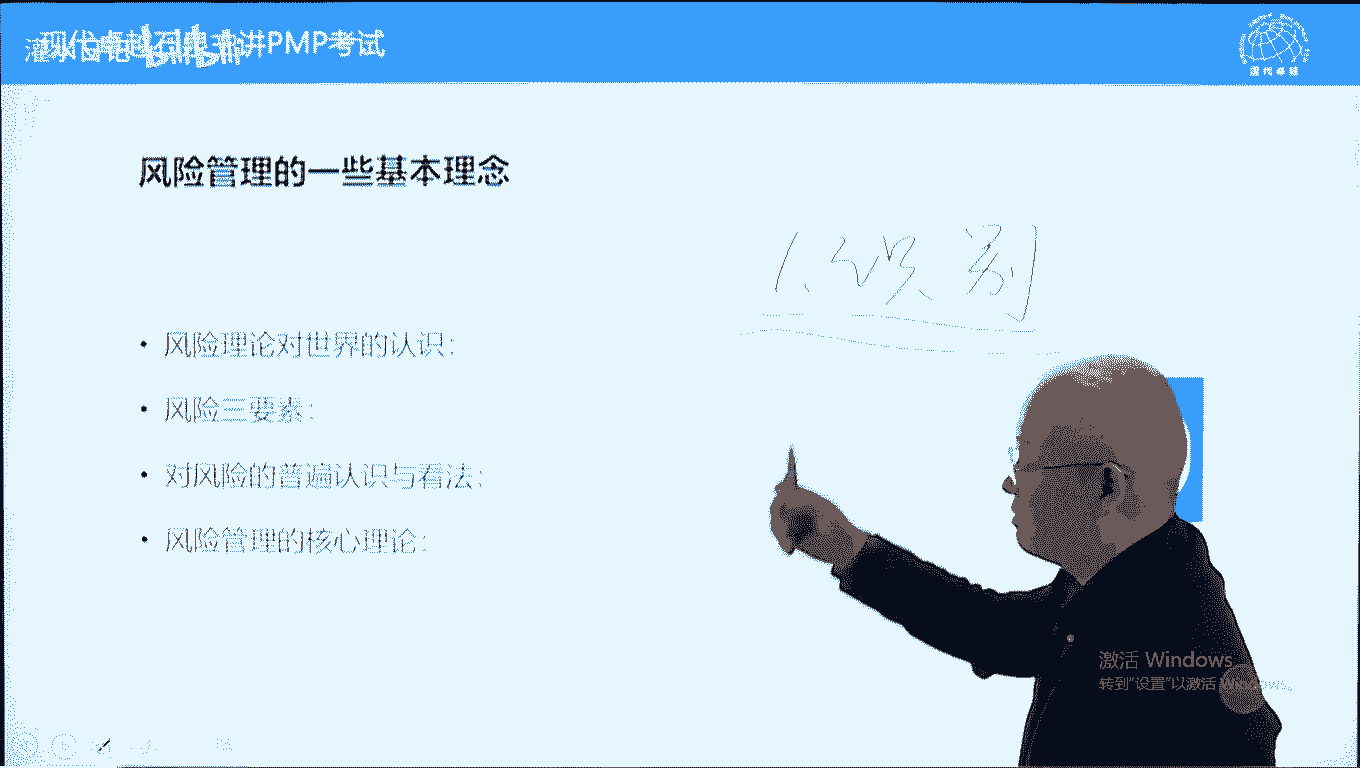 讲PMP考试
现代卓越
风险管理的一些基本理念
1.识别
• 风险理论对世界的认识：
• 风险三要素：
• 对风险的普遍认识与看法：
• 风险管理的核心理论：
激活 Windows
转到“设置”以激活 Windows。